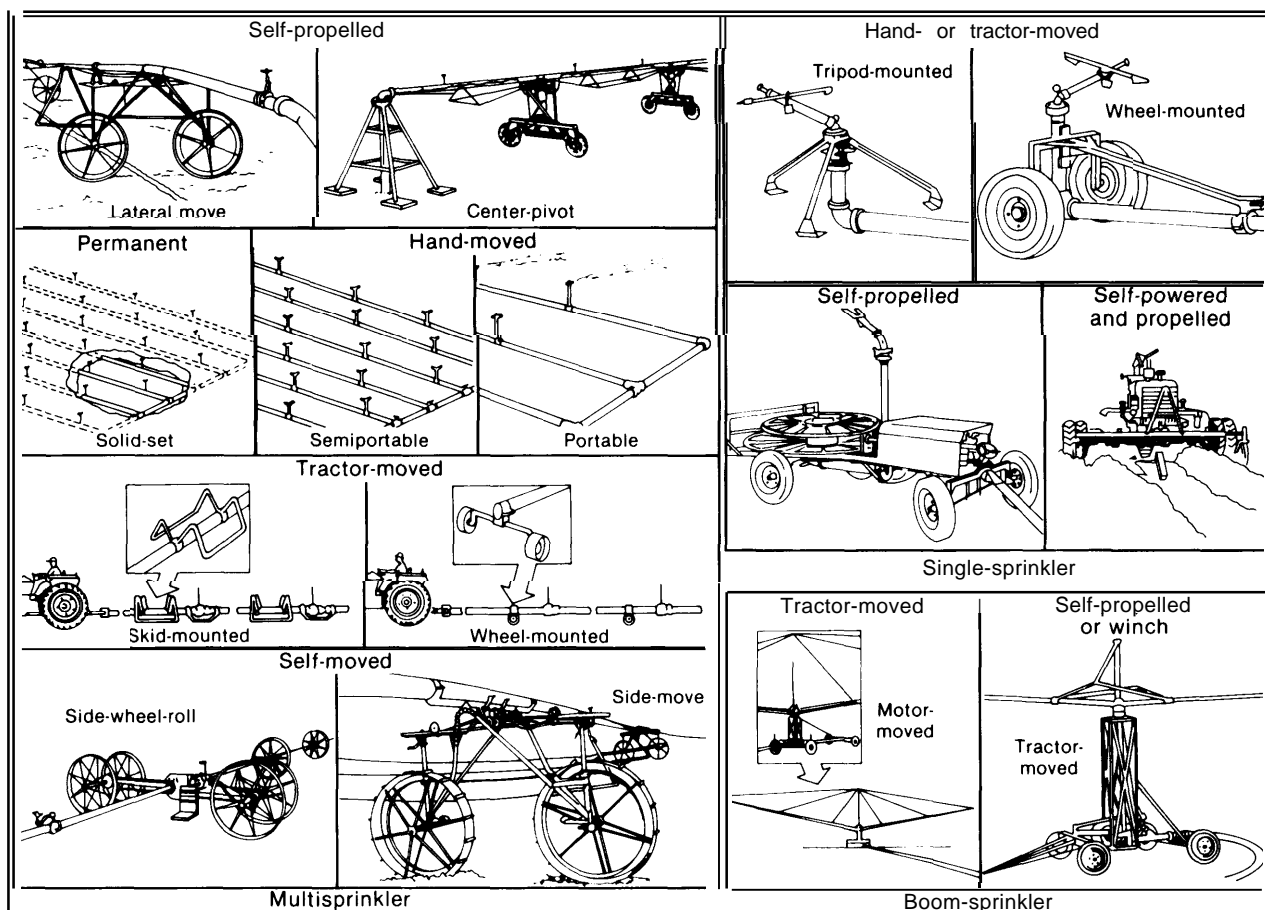 Self-propelled
Lateral move
Center-pivot
Permanent
Hand-moved
Solid-set
Semiportable
Portable
Tractor-moved
Skid-mounted
Wheel-mounted
Self-moved
Side-wheel-roll
Side-move
Multisprinkler
Hand- or tractor-moved
Tripod-mounted
Wheel-mounted
Self-propelled
Self-powered
and propelled
Single-sprinkler
Tractor-moved
Motor-
moved
Self-propelled
or winch
Tractor-
moved
Boom-sprinkler